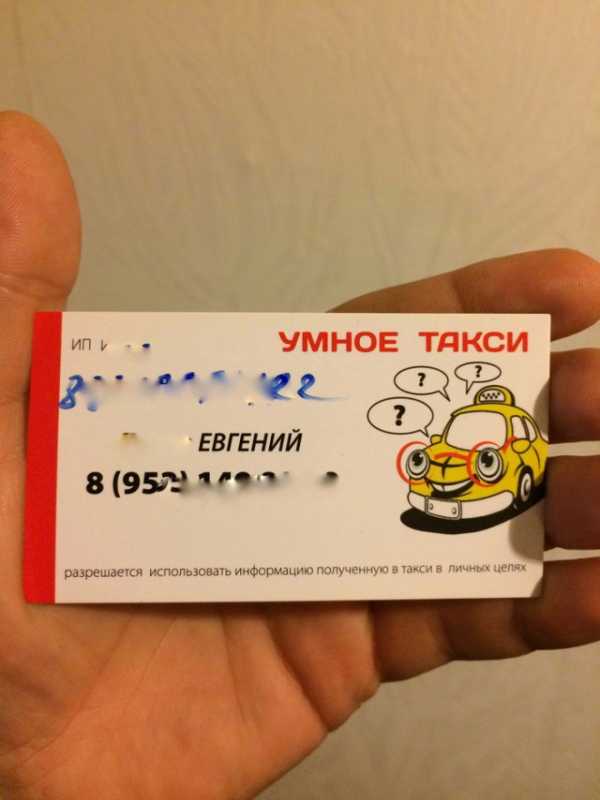 ИП
УМНОЕ ТАКСИ
? ?
?
ЕВГЕНИЙ
8 (95
разрешается использовать информацию полученную в такси в личных целях